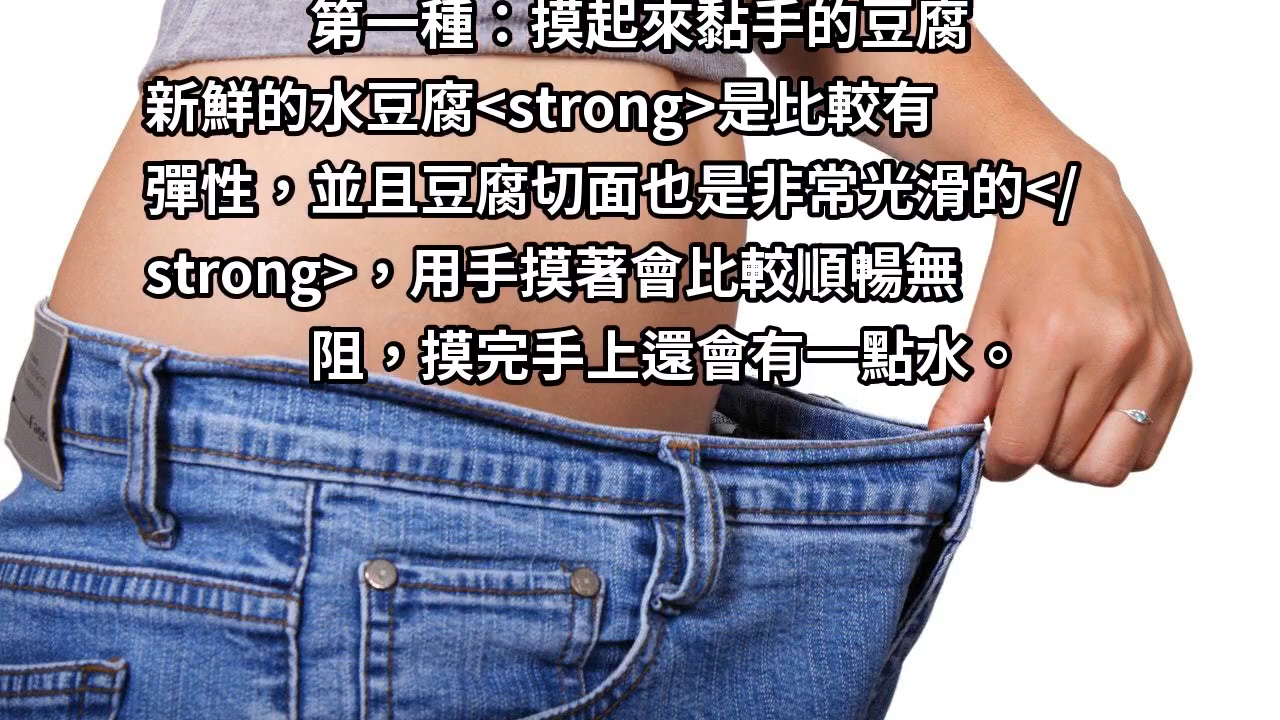 第一種：摸起來黏手的豆腐
新鮮的水豆腐<strong>是比較有
彈性，並且豆腐切面也是非常光滑的</
strong>，用手摸著會比較順暢無
阻，摸完手上還會有一點水。